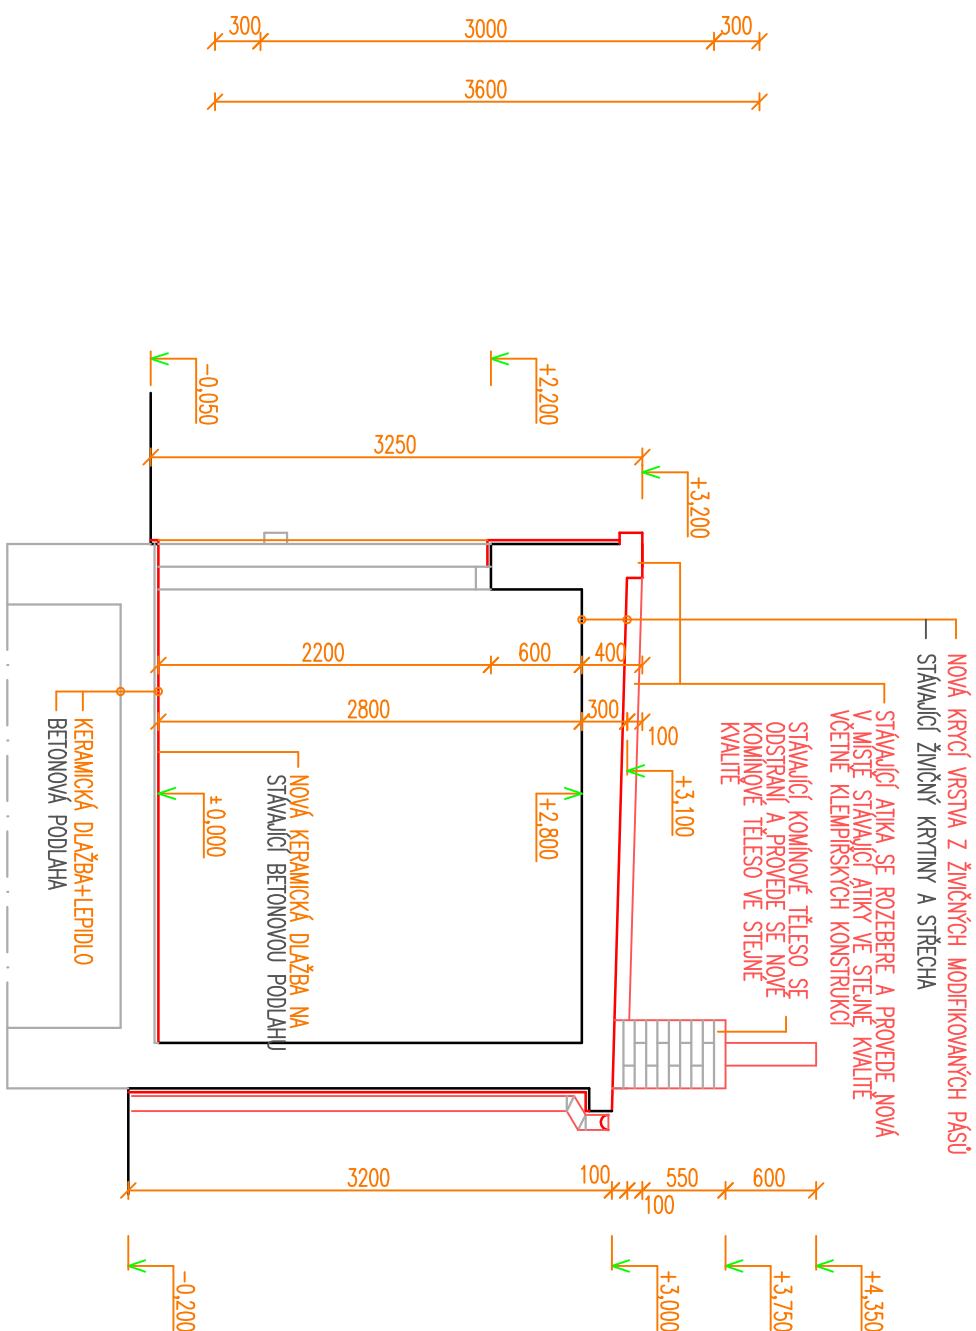 300
3000
300
3600
-0,050
+2,200
3250
+3,200
NOVÁ KRYCÍ VRSTVA Z ŽIVIČNÝCH MODIFIKOVANÝCH PÁSŮ
STÁVAJÍCÍ ŽIVIČNÝ KRYTINY A STŘECHA
STÁVAJÍCÍ ATIKA SE ROZEBERE A PROVEDE NOVÁ
V MÍSTĚ STÁVAJÍCÍ ATIKY VE STEJNÉ KVALITĚ
VČETNĚ KLEMPÍŘSKÝCH KONSTRUKCÍ
STÁVAJÍCÍ KOMÍNOVÉ TĚLESO SE
ODSTRANÍ A PROVEDE SE NOVÉ
KOMÍNOVÉ TĚLESO VE STEJNÉ
KVALITĚ
2200
600
400
2800
300
100
+3,100
+2,800
±0,000
NOVÁ KERAMICKÁ DLAŽBA NA
STÁVAJÍCÍ BETONOVOU PODLAHU
KERAMICKÁ DLAŽBA+LEPIDLO
BETONOVÁ PODLAHA
3200
100
100
550
600
-0,200
+3,000
+3,750
+4,350